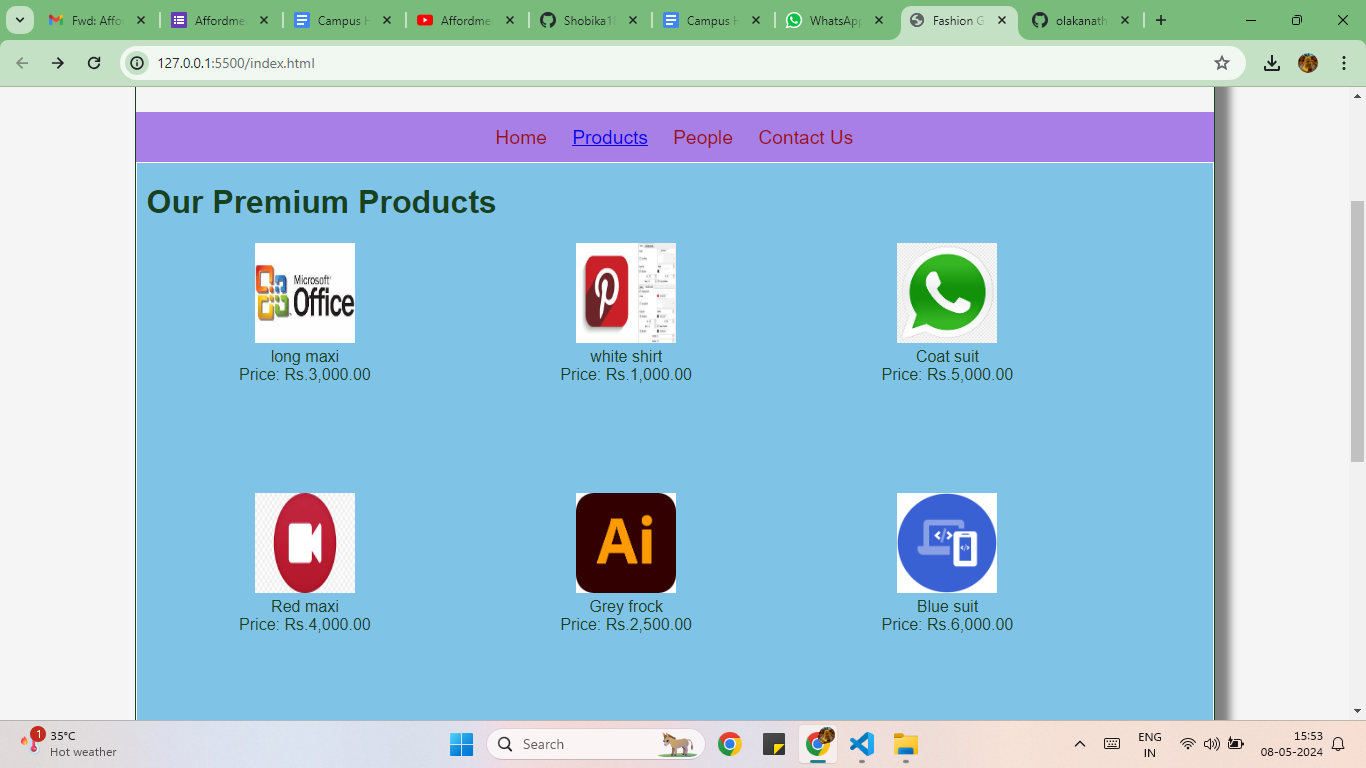 Fwd: Affor
Affordme
Campus H
Affordme
Shobika18
Campus H
WhatsApp
Fashion G
olakanath
127.0.0.1:5500/index.html
Home Products People Contact Us
Our Premium Products
Microsoft
Office
long maxi
Price: Rs.3,000.00
white shirt
Price: Rs.1,000.00
Coat suit
Price: Rs.5,000.00
Ai
Red maxi
Price: Rs.4,000.00
Grey frock
Price: Rs.2,500.00
Blue suit
Price: Rs.6,000.00
1
35°C
Hot weather
Search
ENG
IN
15:53
08-05-2024